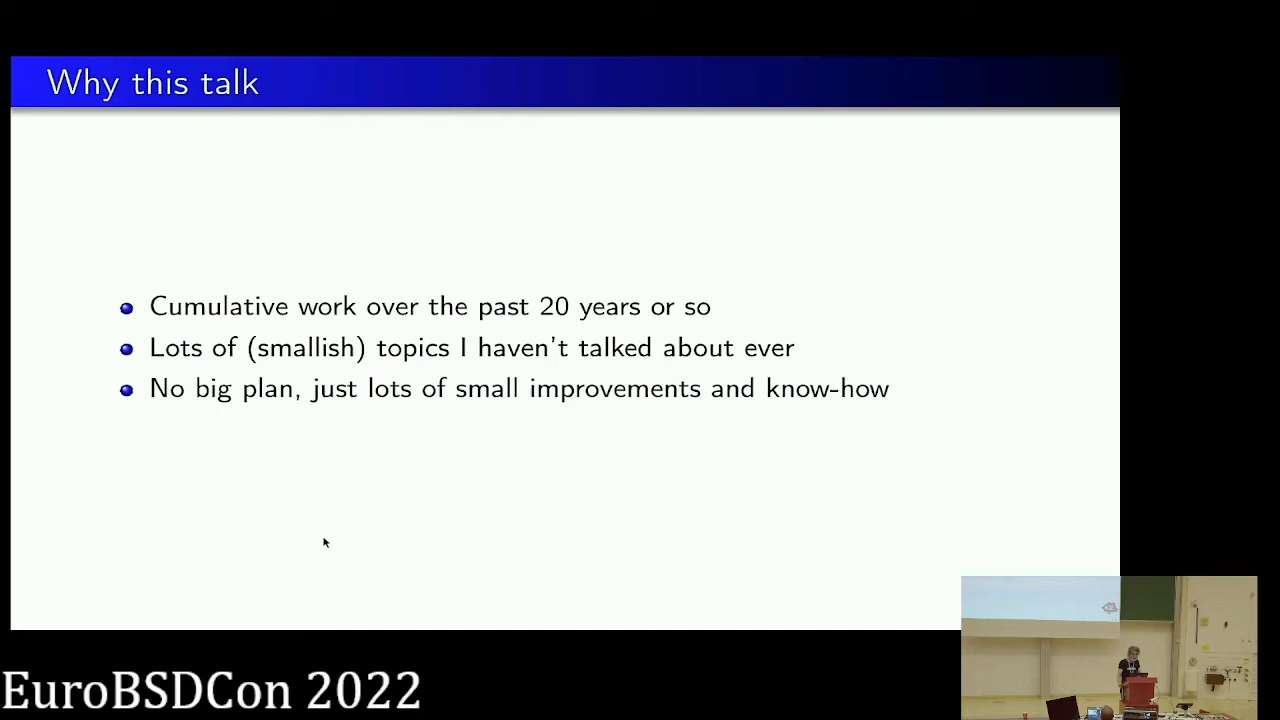 Why this talk
Cumulative work over the past 20 years or so
Lots of (smallish) topics I haven't talked about ever
No big plan, just lots of small improvements and know-how
EuroBSDCon 2022